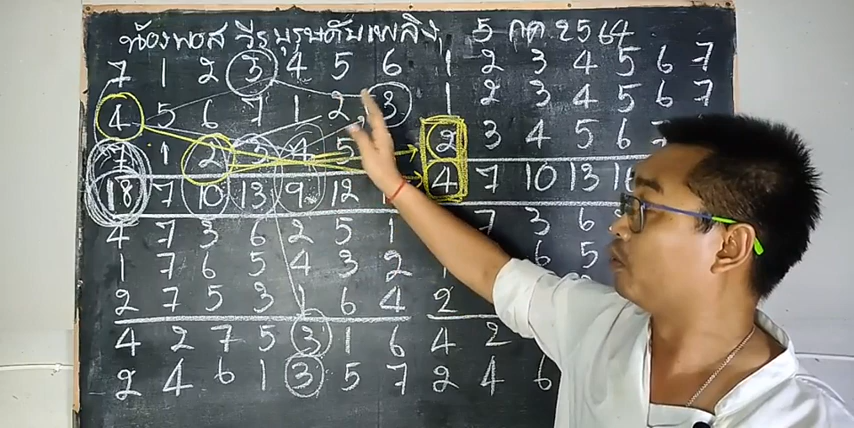 น้องพอส วีรบุรุษดับเพลิง 5 กค 2564
7 1 2 3 4 5 6 1 2 3 4 5 6 7
4 5 6 7 1 2 3 1 2 3 4 5 6 7
7 1 2 3 4 5 2 3 4 5 6 7
18 7 10 13 9 12 4 7 10 13
4 7 3 6 2 5 1 7 3 6
1 7 6 5 4 3 2 6 5
2 7 5 3 1 6 4 2
4 2 7 5 3 1 6 4 2
2 4 6 1 3 5 7 2 4 6